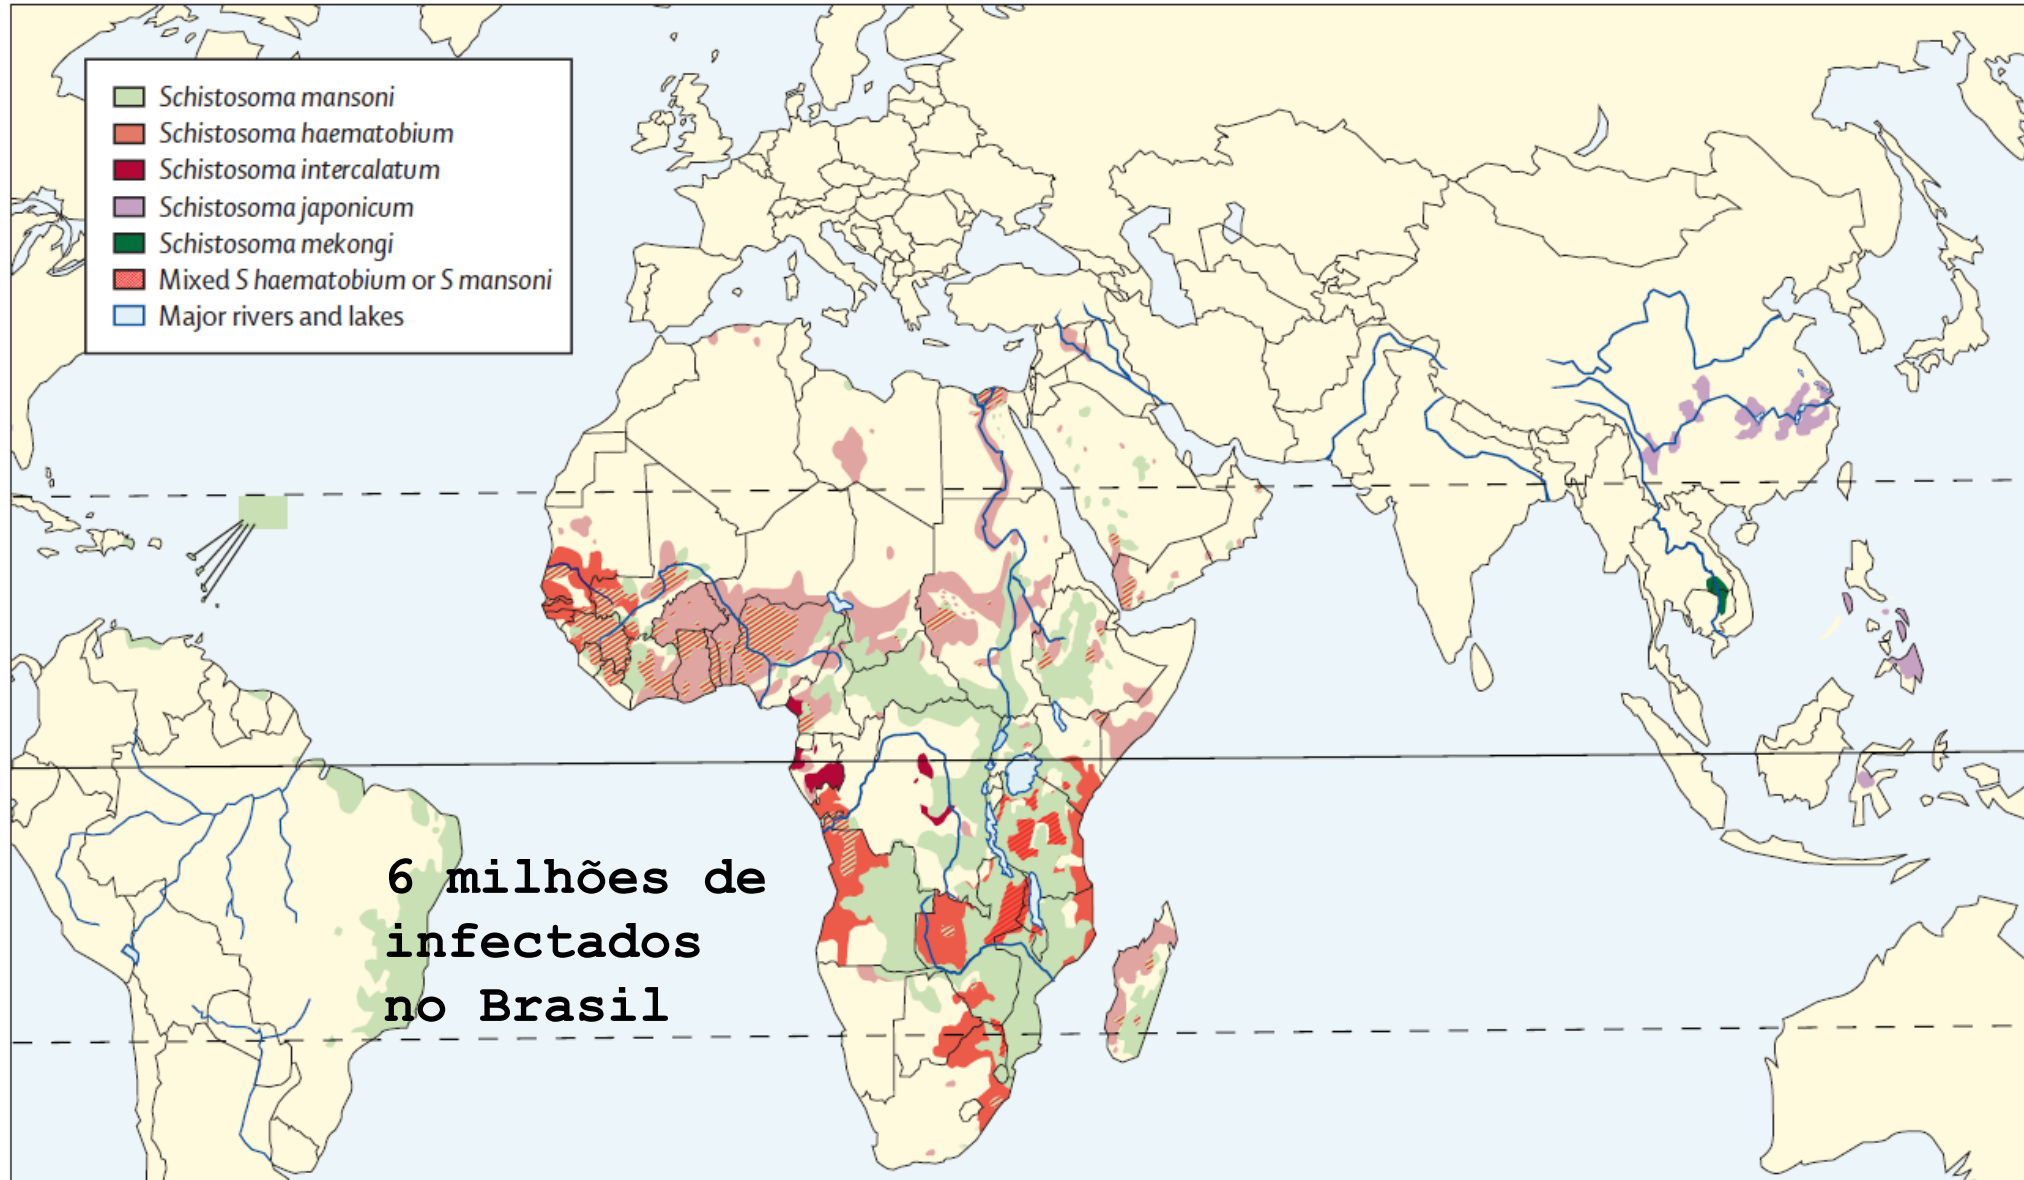 Schistosoma mansoni
Schistosoma haematobium
Schistosoma intercalatum
Schistosoma japonicum
Schistosoma mekongi
Mixed S haematobium or S mansoni
Major rivers and lakes
6 milhões de
infectados
no Brasil